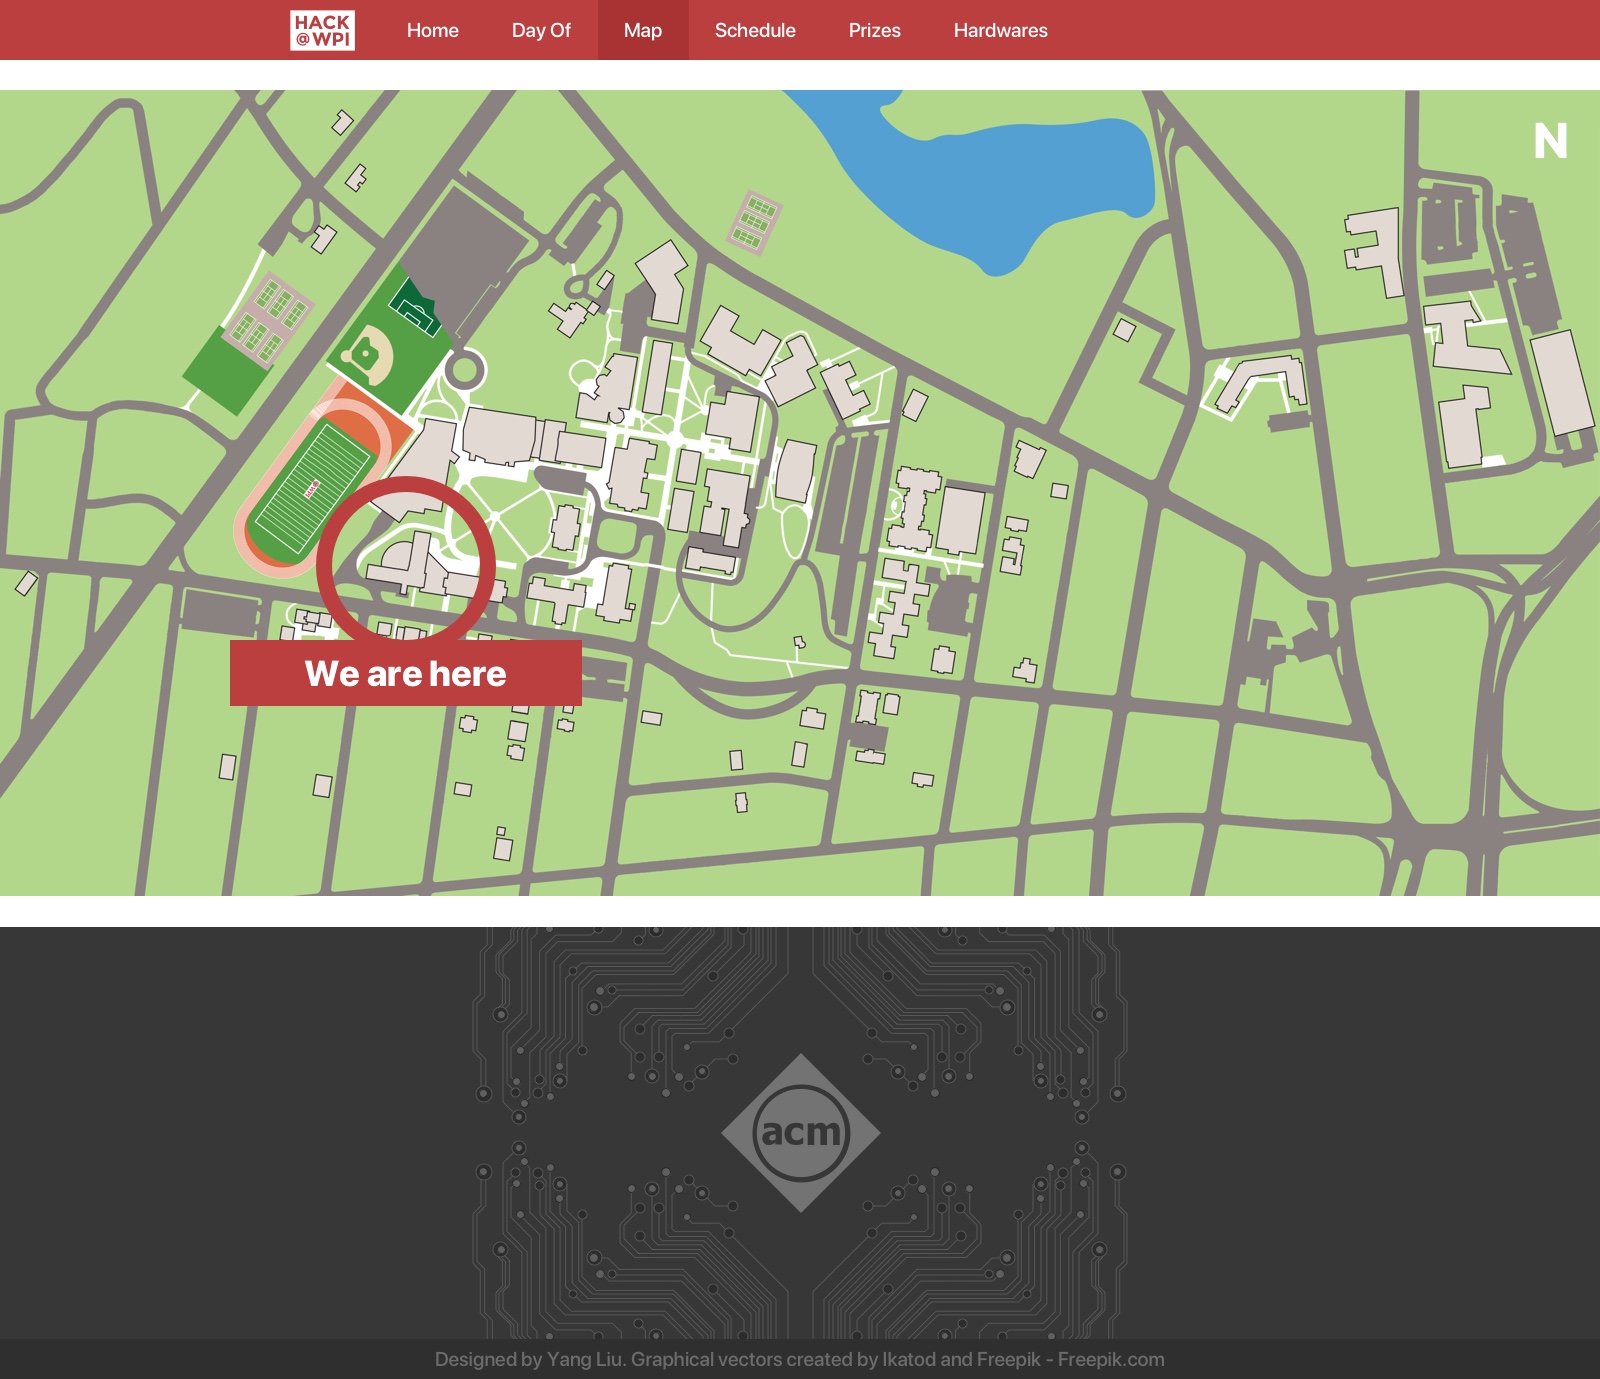 HACK
@WPI
Home Day Of Map Schedule Prizes Hardwares
N
We are here
acm
Designed by Yang Liu. Graphical vectors created by Ikatod and Freepik - Freepik.com